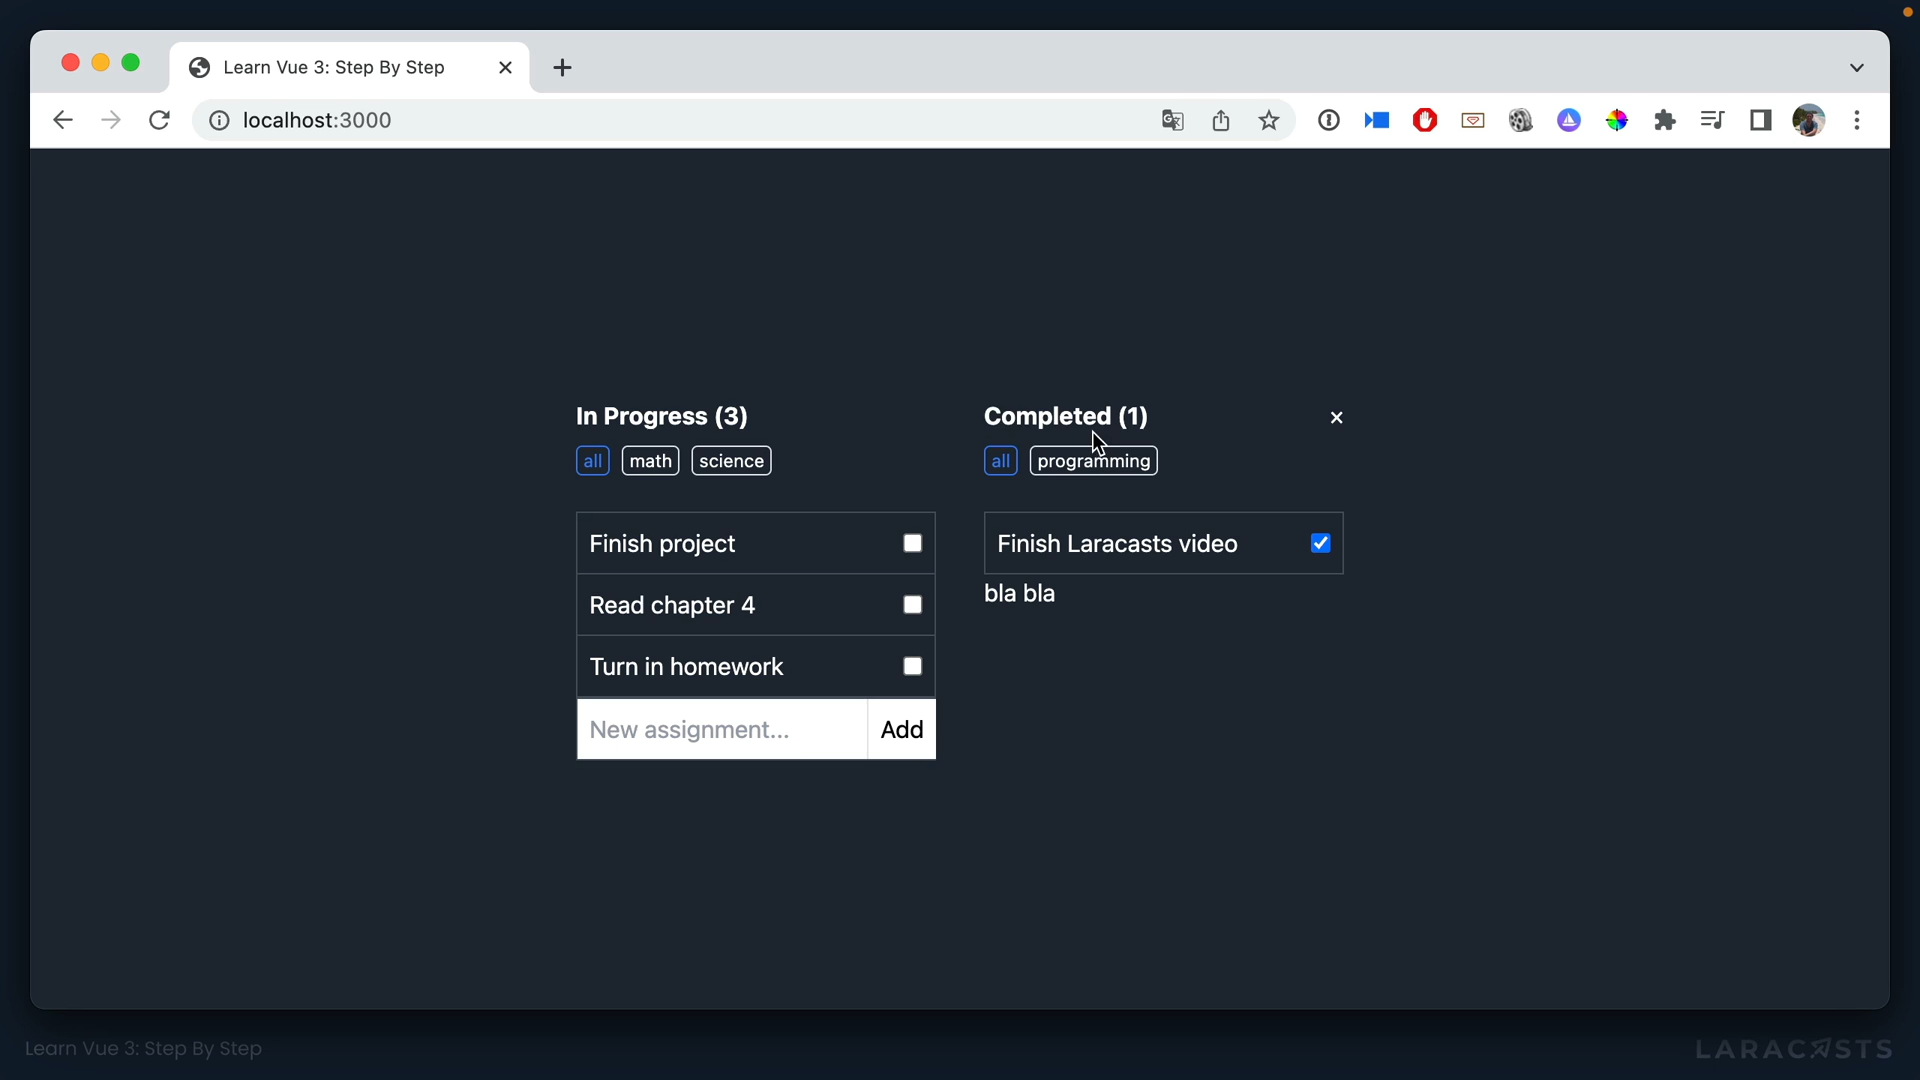 Learn Vue 3: Step By Step
localhost:3000
In Progress (3)
all math science
Finish project
Read chapter 4
Turn in homework
New assignment... Add
Completed (1)
all programming
Finish Laracasts video
bla bla
Learn Vue 3: Step By Step
LARACASTS